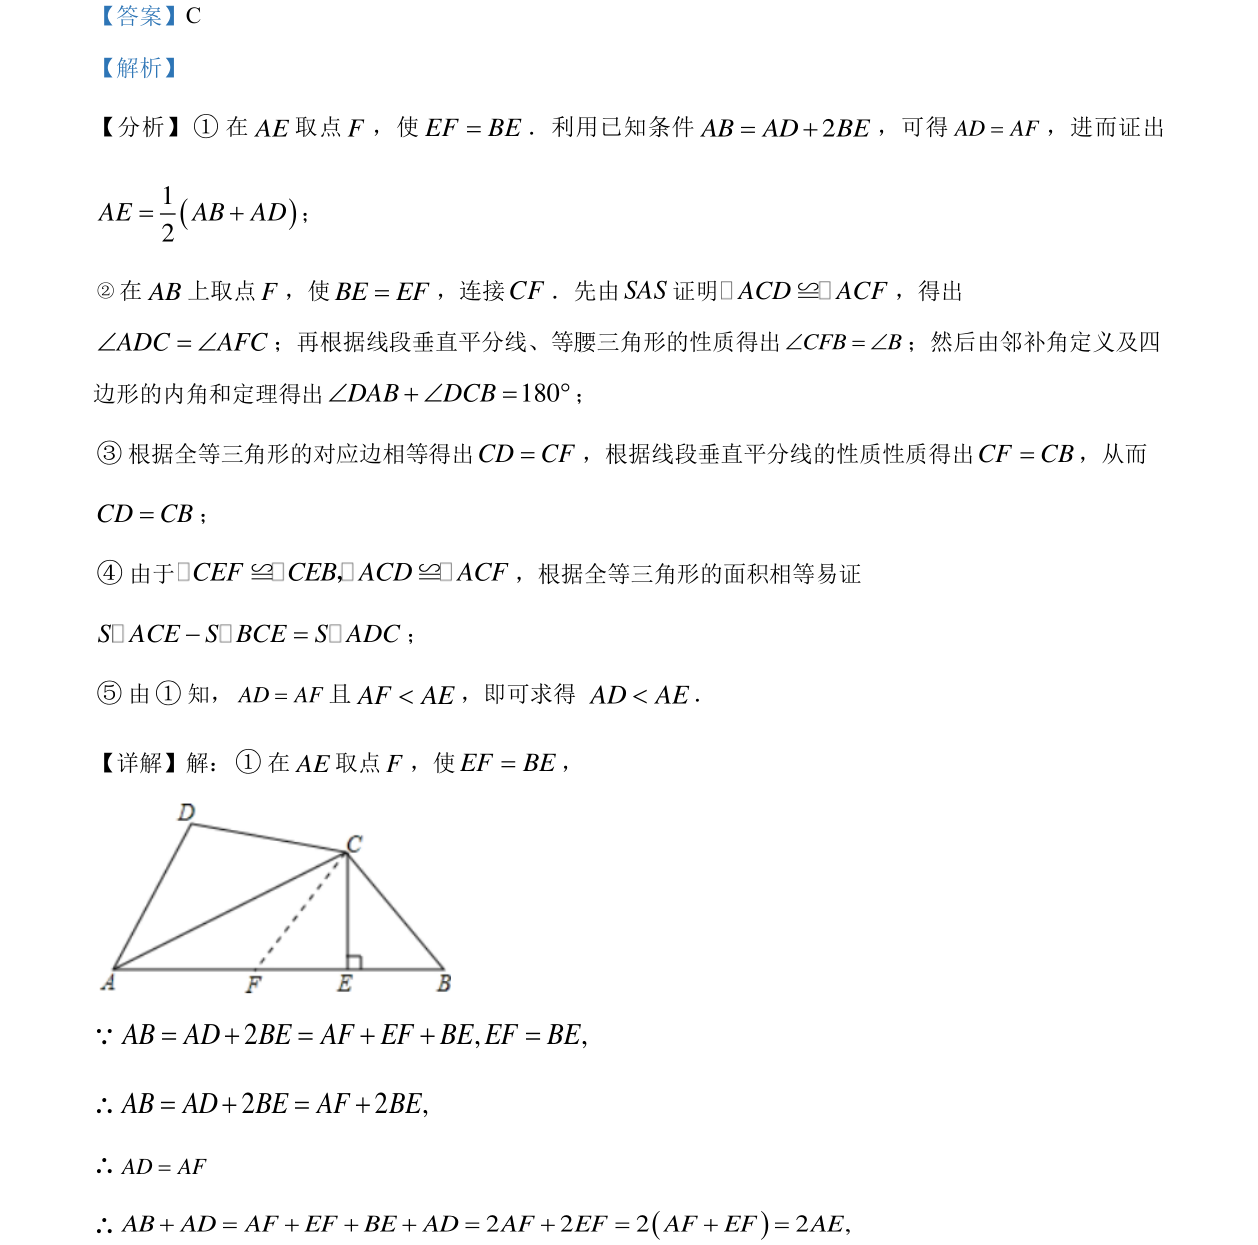 【答案】C
【解析】
【分析】① 在 AE 取点 F ，使 EF = BE ．利用已知条件 AB = AD + 2BE ，可得 AD = AF ，进而证出
AE = \frac{1}{2}(AB + AD)；
②在 AB 上取点 F ，使 BE = EF ，连接 CF ．先由 SAS 证明□ ACD ≌□ ACF ，得出
∠ADC = ∠AFC ；再根据线段垂直平分线、等腰三角形的性质得出 ∠CFB = ∠B ；然后由邻补角定义及四
边形的内角和定理得出 ∠DAB + ∠DCB = 180° ；
③ 根据全等三角形的对应边相等得出 CD = CF ，根据线段垂直平分线的性质性质得出 CF = CB ，从而
CD = CB ；
④ 由于□CEF ≌□ CEB,□ ACD ≌□ ACF ，根据全等三角形的面积相等易证
S□ ACE − S□ BCE = S□ ADC ；
⑤ 由 ① 知， AD = AF 且 AF < AE ，即可求得 AD < AE ．
【详解】解：① 在 AE 取点 F ，使 EF = BE ，
D
C
A F E B
∵ AB = AD + 2BE = AF + EF + BE, EF = BE,
∴ AB = AD + 2BE = AF + 2BE,
∴ AD = AF
∴ AB + AD = AF + EF + BE + AD = 2AF + 2EF = 2(AF + EF) = 2AE,